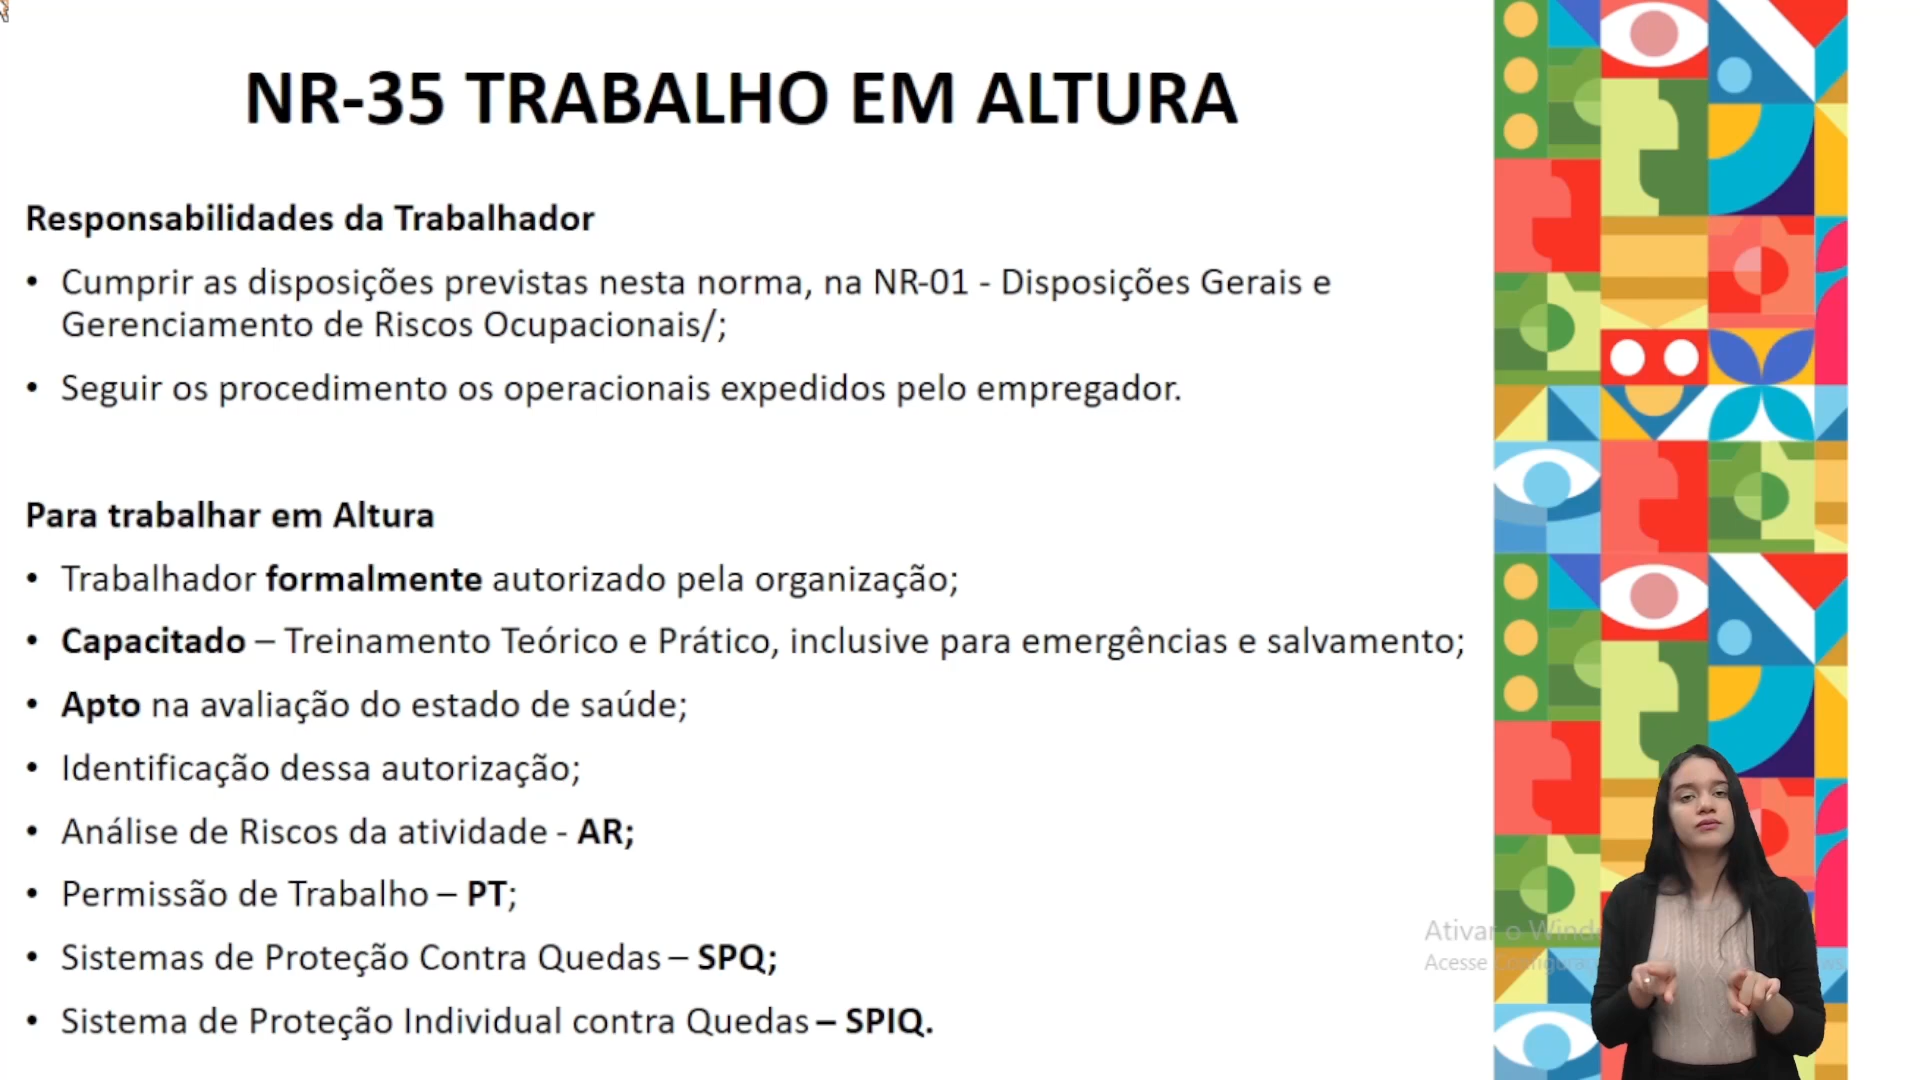 NR-35 TRABALHO EM ALTURA
Responsabilidades da Trabalhador
• Cumprir as disposições previstas nesta norma, na NR-01 - Disposições Gerais e
Gerenciamento de Riscos Ocupacionais/;
• Seguir os procedimento os operacionais expedidos pelo empregador.
Para trabalhar em Altura
• Trabalhador formalmente autorizado pela organização;
• Capacitado – Treinamento Teórico e Prático, inclusive para emergências e salvamento;
• Apto na avaliação do estado de saúde;
• Identificação dessa autorização;
• Análise de Riscos da atividade - AR;
• Permissão de Trabalho – PT;
• Sistemas de Proteção Contra Quedas – SPQ;
• Sistema de Proteção Individual contra Quedas – SPIQ.
Ativar o
Acesse